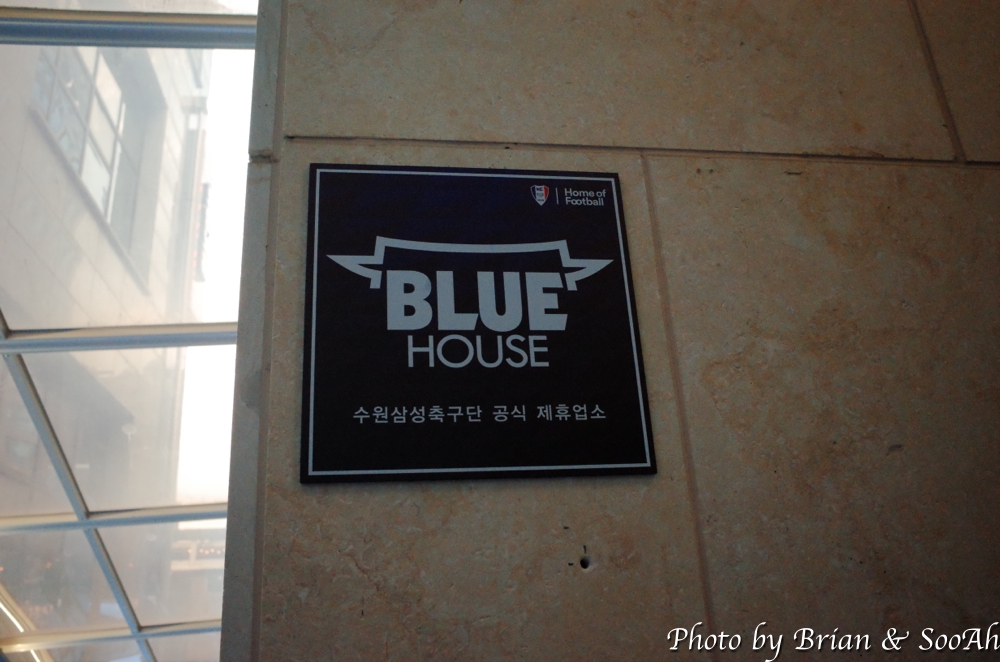 Home of
Football
BLUE
HOUSE
수원삼성축구단 공식 제휴업소
Photo by Brian & SooAh